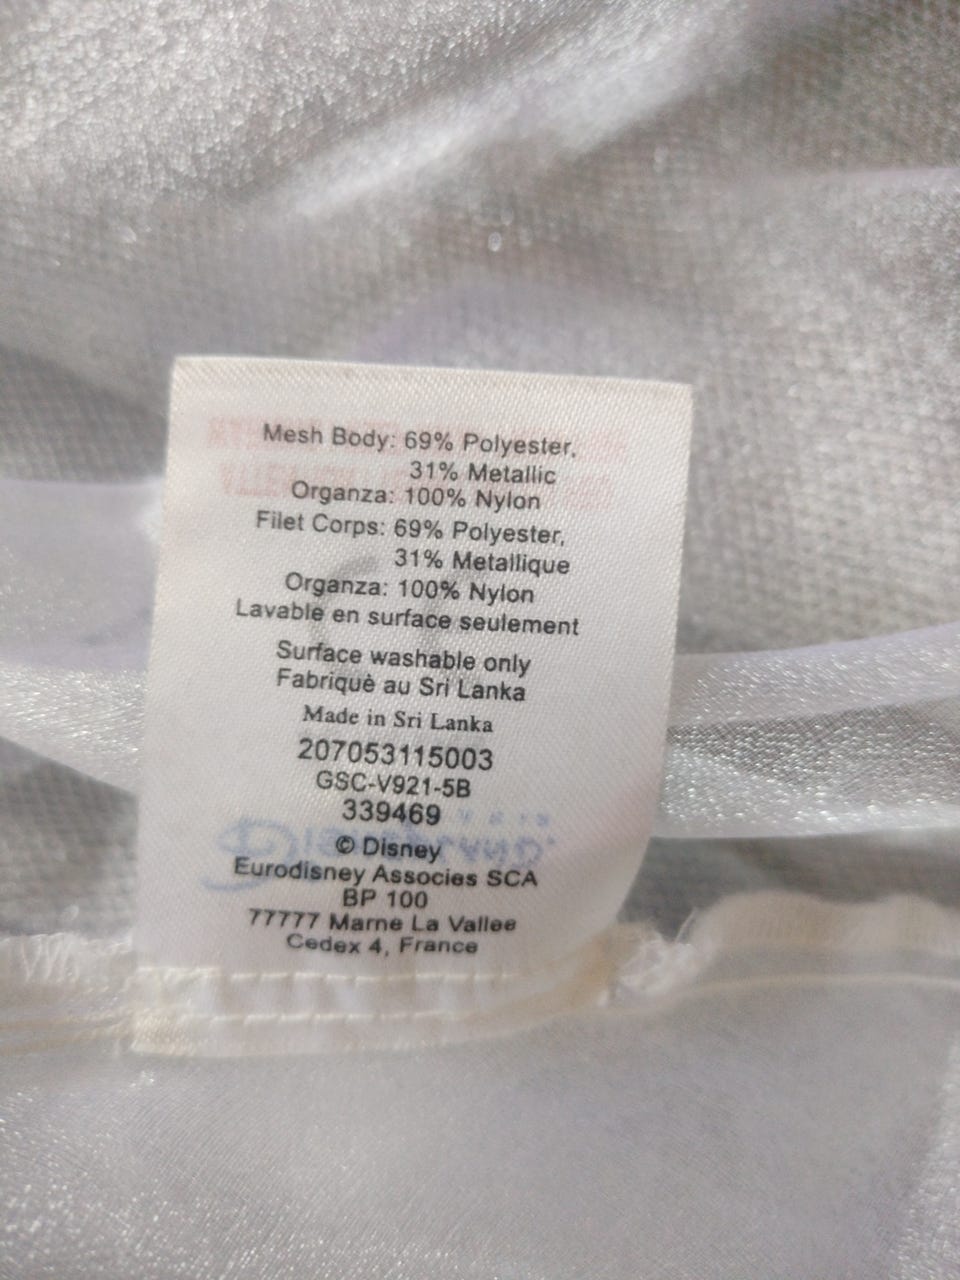 Mesh Body: 69% Polyester,
31% Metallic
Organza: 100% Nylon
Filet Corps: 69% Polyester,
31% Metallique
Organza: 100% Nylon
Lavable en surface seulement
Surface washable only
Fabriquè au Sri Lanka
Made in Sri Lanka
207053115003
GSC-V921-5B
339469
© Disney
Eurodisney Associes SCA
BP 100
77777 Marne La Vallee
Cedex 4, France